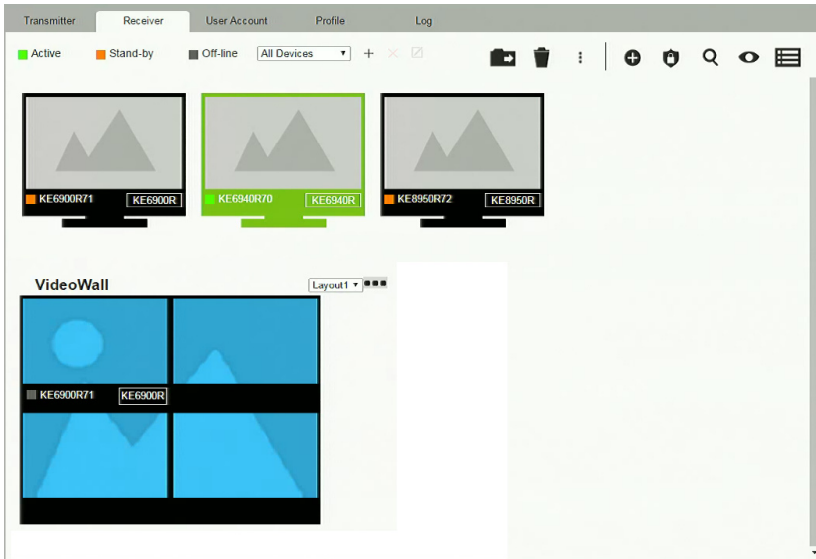 Transmitter Receiver User Account Profile Log
Active Stand-by Off-line All Devices
KE6900R71 KE6900R KE6940R70 KE6940R KE8950R72 KE8950R
VideoWall Layout1
KE6900R71 KE6900R